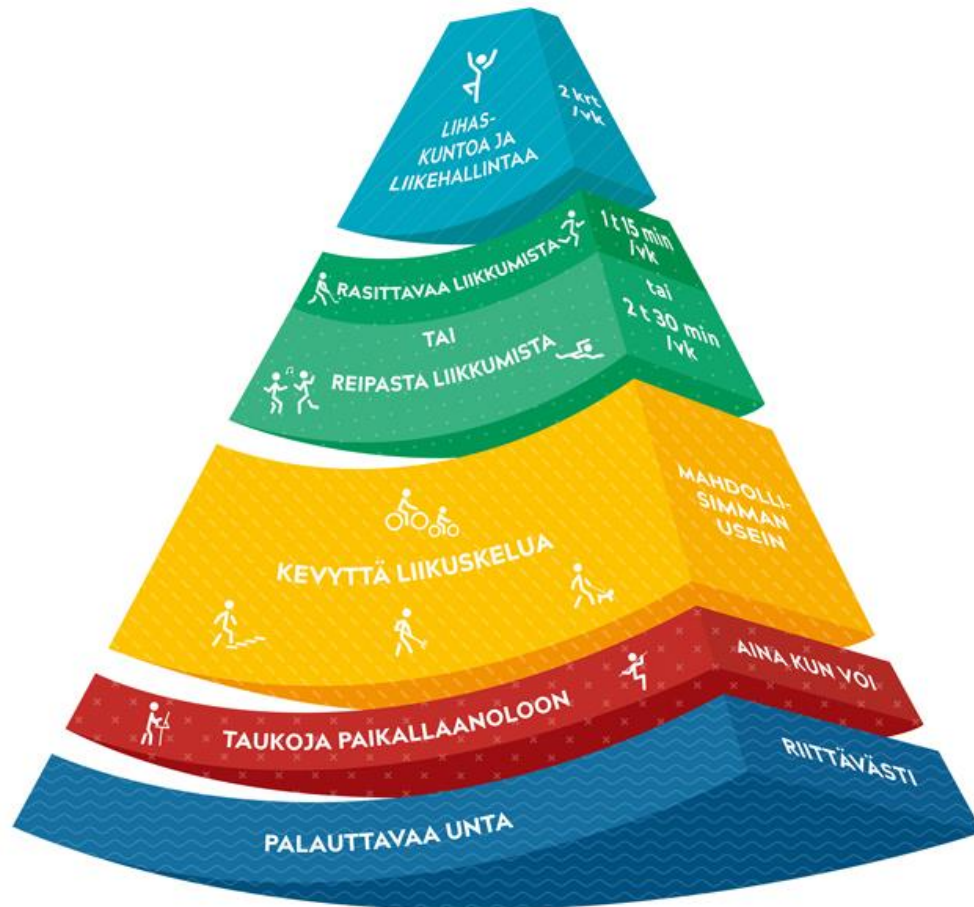 LIHAS-
KUNTOA JA
LIIKEHALLINTAA
2 krt
/vk
RASITTAVAA LIIKKUMISTA
1 t 15 min
/vk
TAI
REIPASTA LIIKKUMISTA
tai
2 t 30 min
/vk
KEVYTTÄ LIIKUSKELUA
MAHDOLLI-
SIMMAN
USEIN
TAUKOJA PAIKALLAANOLOON
AINA KUN VOI
PALAUTTAVAA UNTA
RIITTÄVÄSTI